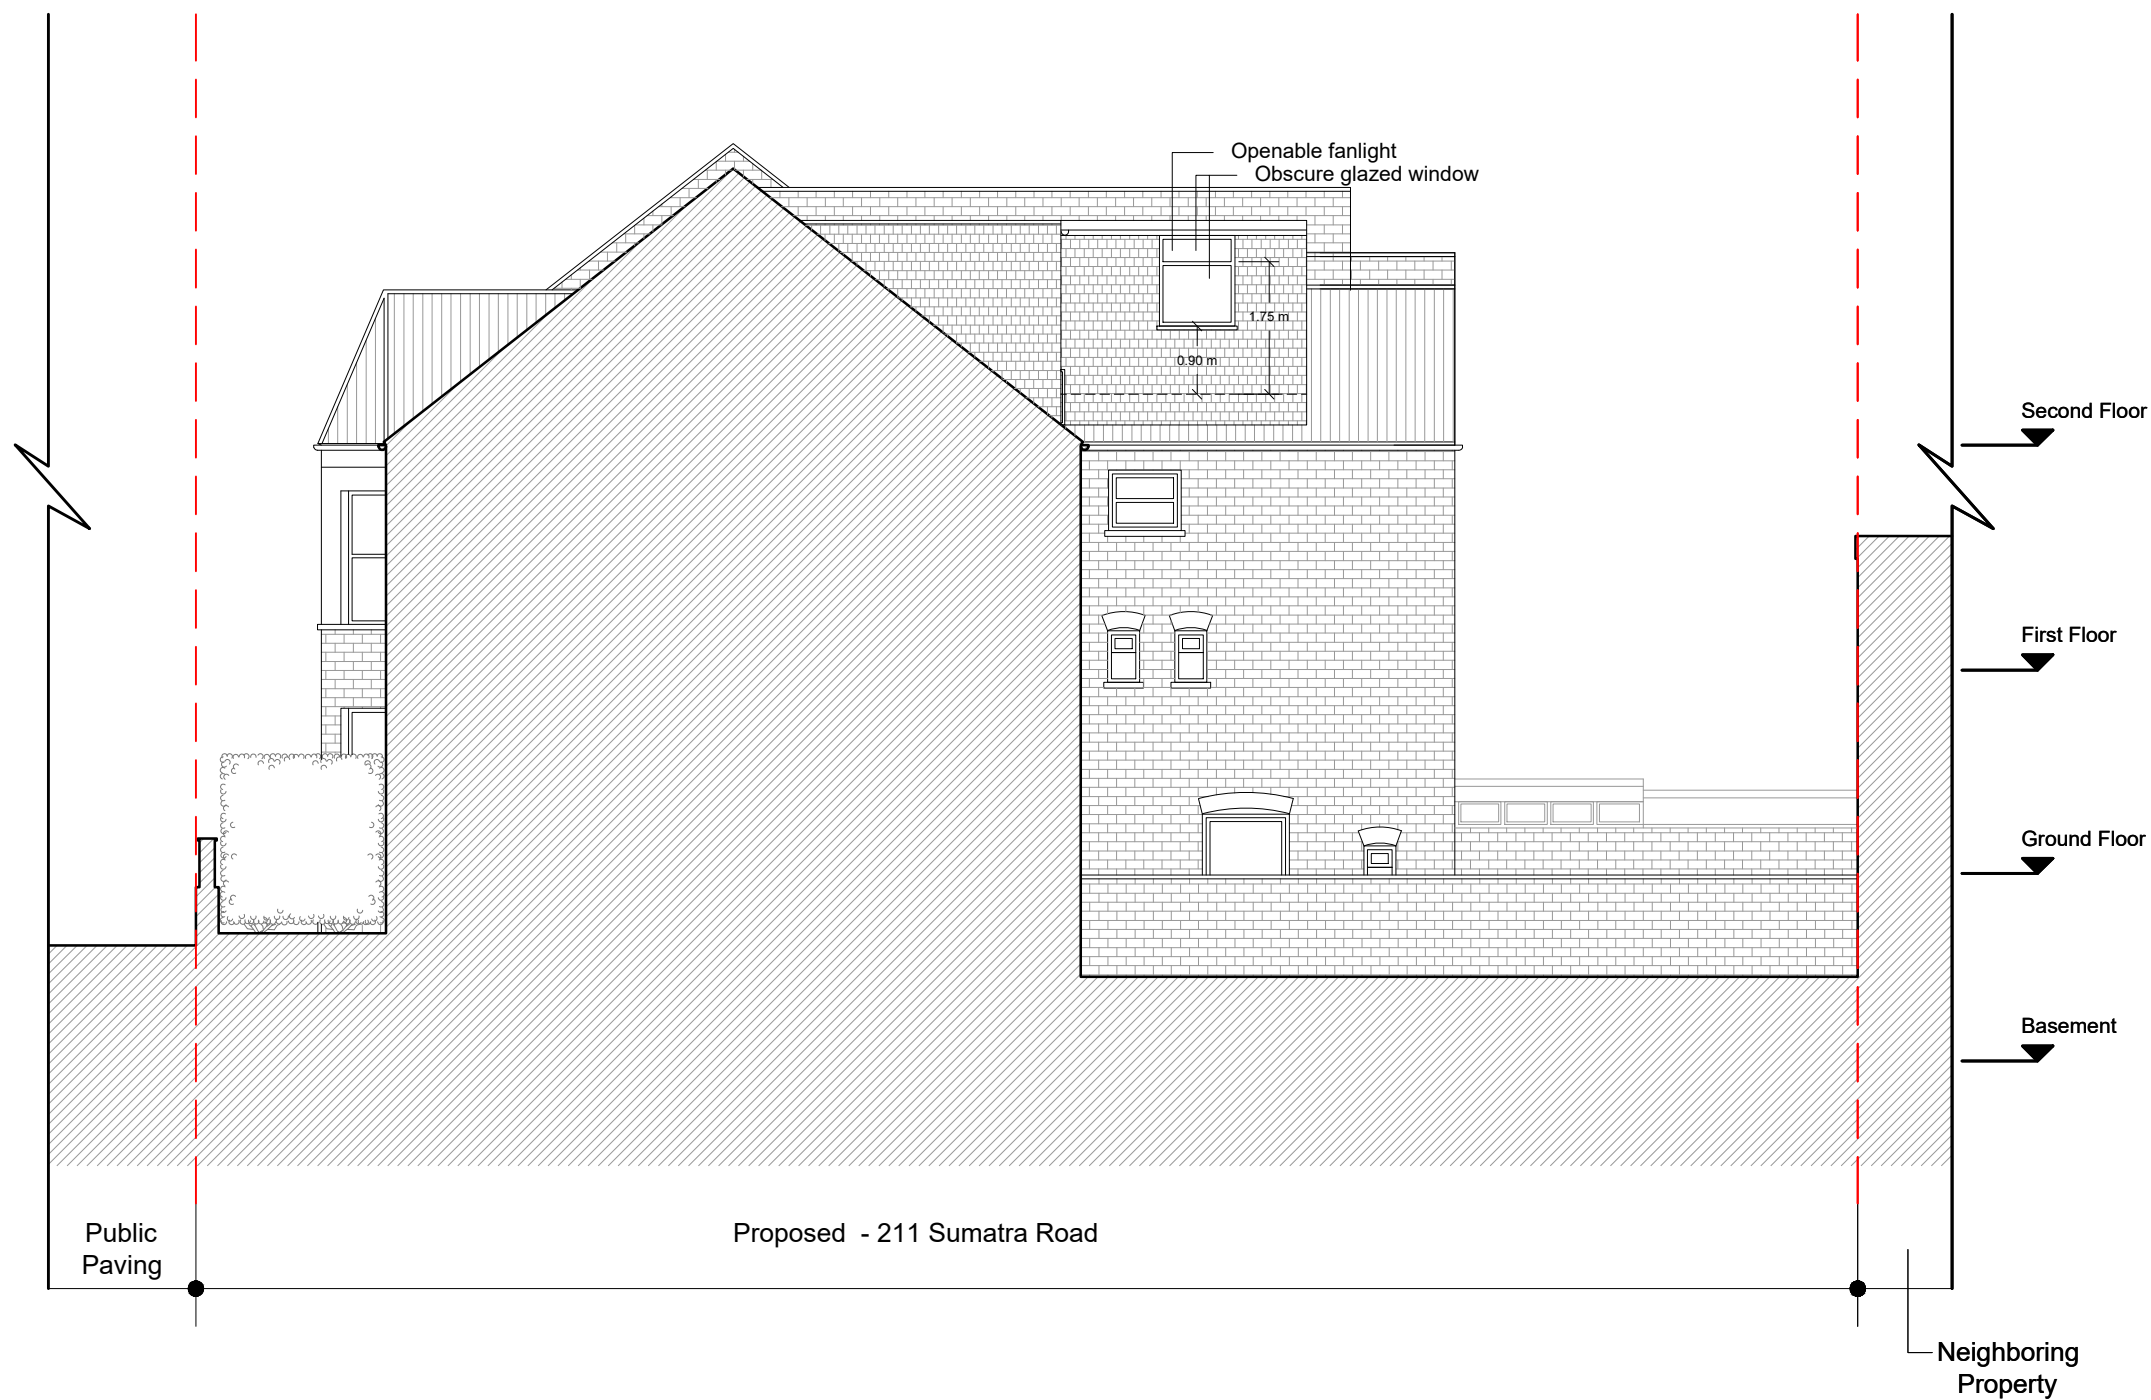 Openable fanlight
Obscure glazed window
1.75 m
0.90 m
Second Floor
First Floor
Ground Floor
Basement
Public
Paving
Proposed - 211 Sumatra Road
Neighboring
Property